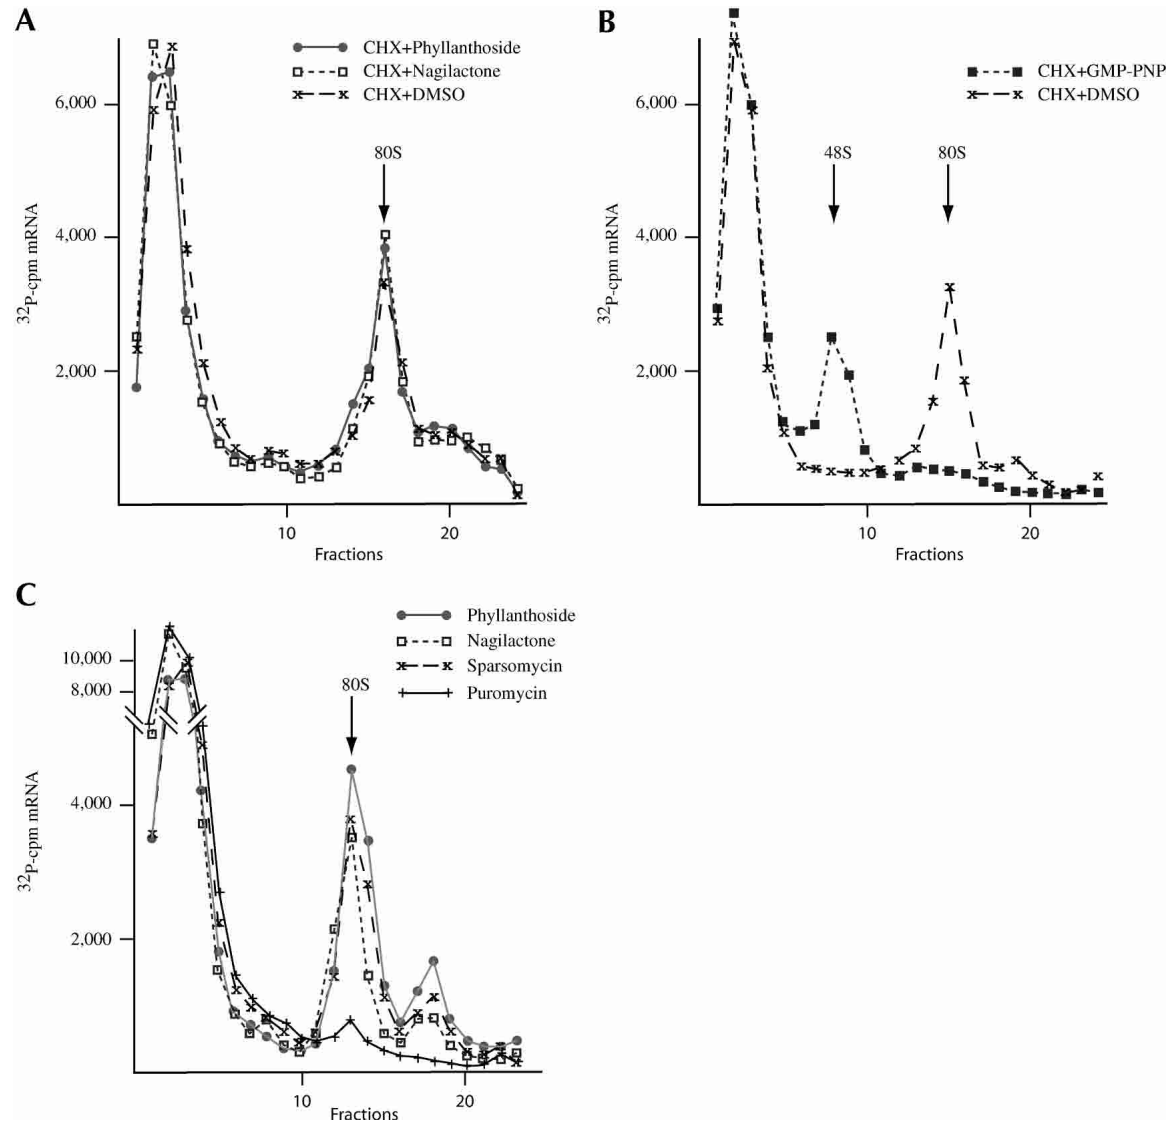 A
CHX+Phyllanthoside
CHX+Nagilactone
CHX+DMSO
80S
6,000
4,000
2,000
32P-cpm mRNA
10
20
Fractions
B
CHX+GMP-PNP
CHX+DMSO
48S
80S
6,000
4,000
2,000
32P-cpm mRNA
10
20
Fractions
C
Phyllanthoside
Nagilactone
Sparsomycin
Puromycin
80S
10,000
8,000
4,000
2,000
32P-cpm mRNA
10
20
Fractions